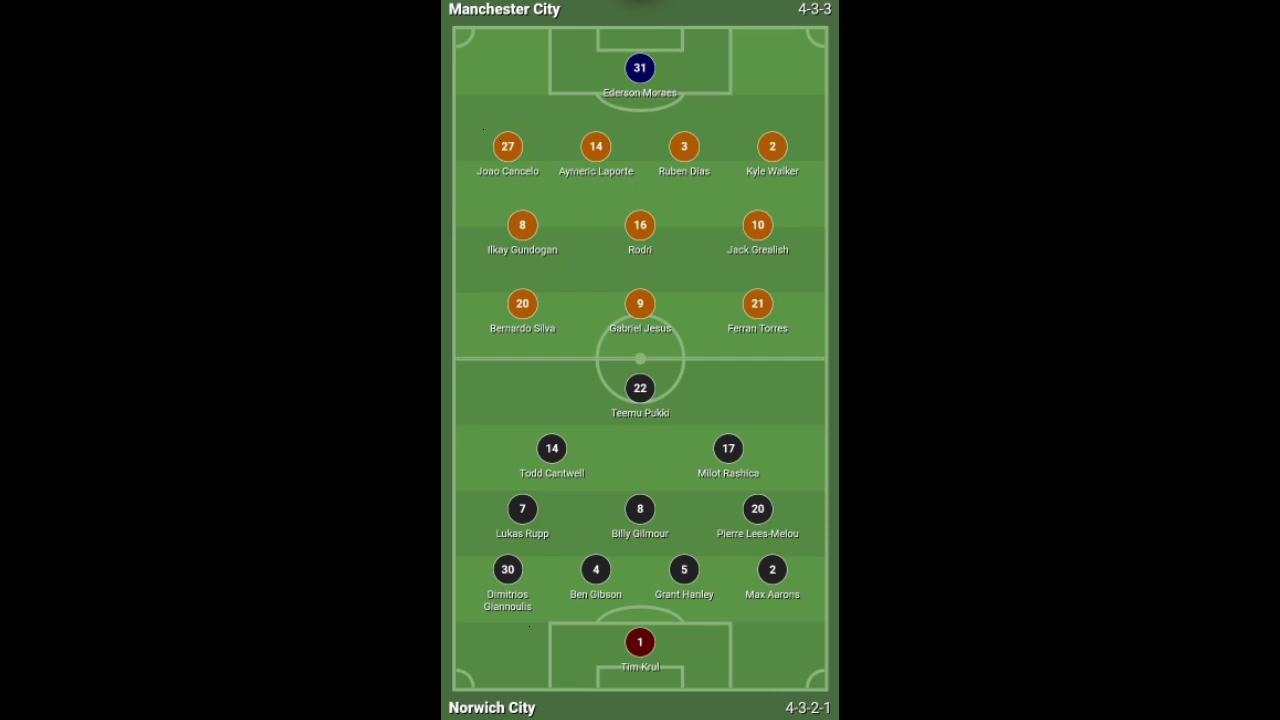 Manchester City 4-3-3
31
Ederson Moraes
27 14 3 2
Joao Cancelo Aymeric Laporte Ruben Dias Kyle Walker
8 16 10
Ilkay Gundogan Rodri Jack Grealish
20 9 21
Bernardo Silva Gabriel Jesus Ferran Torres
22
Teemu Pukki
14 17
Todd Cantwell Milot Rashica
7 8 20
Lukas Rupp Billy Gilmour Pierre Lees-Melou
30 4 5 2
Dimitrios Ben Gibson Grant Hanley Max Aarons
Giannoulis
1
Tim Krul
Norwich City 4-3-2-1